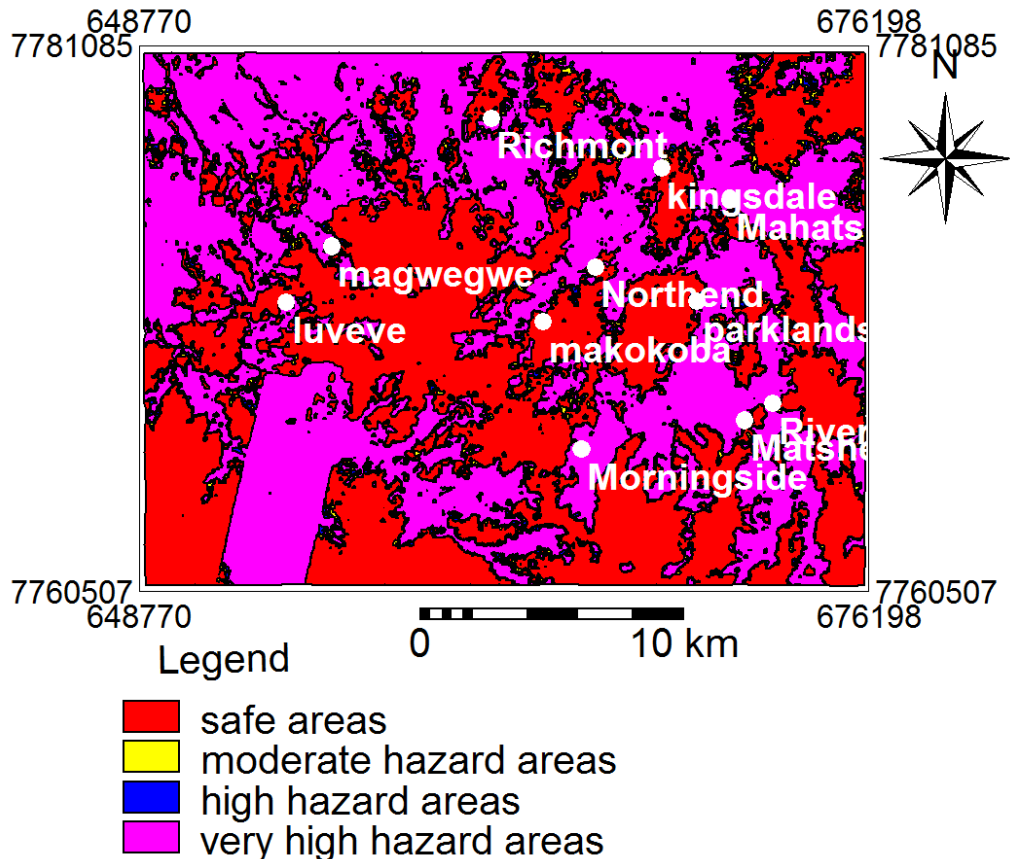 648770
676198
7781085
7781085
N
Richmont
kingsdale
Mahats
magwegwe
Northend
luveve
parklands
makokoba
River
Matshe
Morningside
7760507
7760507
648770
676198
0
10 km
Legend
safe areas
moderate hazard areas
high hazard areas
very high hazard areas